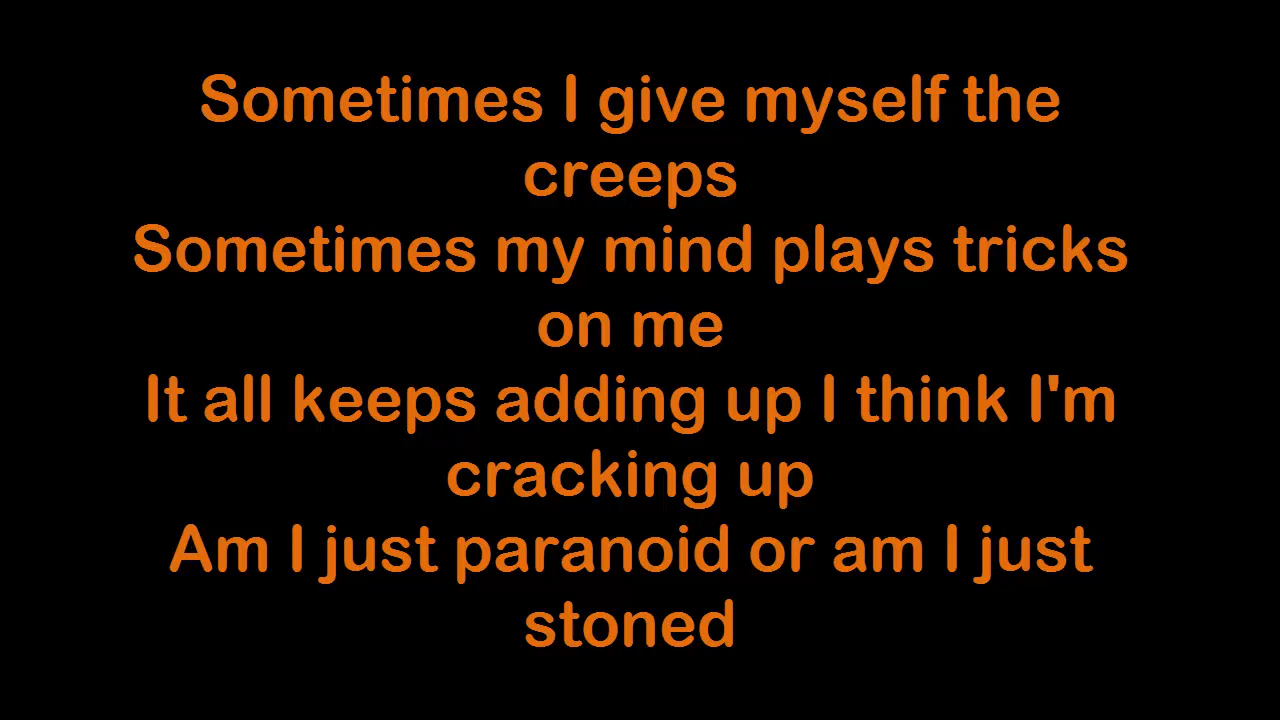 Sometimes I give myself the
creeps
Sometimes my mind plays tricks
on me
It all keeps adding up I think I'm
cracking up
Am I just paranoid or am I just
stoned